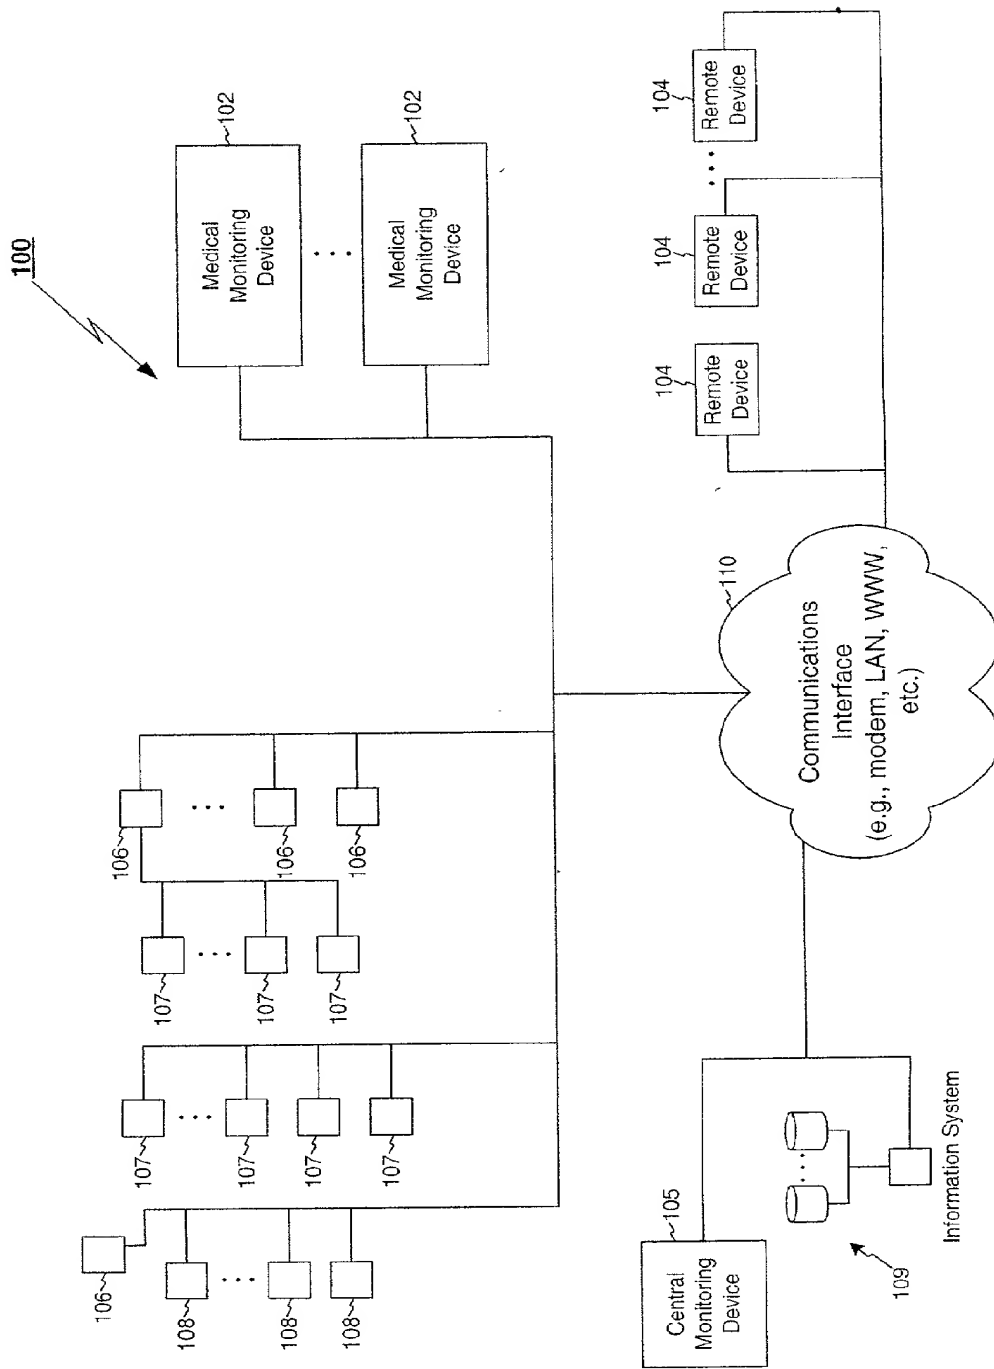 100
106
106
107
107
108
102
Medical
Monitoring
Device
107
107
106
108
107
107
106
108
107
102
Medical
Monitoring
Device
104
104
104
Remote
Device
Remote
Device
Remote
Device
110
Communications
Interface
(e.g., modem, LAN, WWW,
etc.)
105
Central
Monitoring
Device
109
Information System